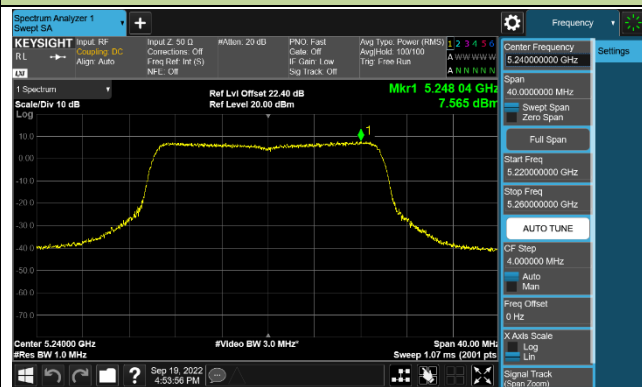 Spectrum Analyzer 1
Swept SA
+
Frequency
KEYSIGHT
RL
LXI
Input: RF
Coupling: DC
Align: Auto
Input Z: 50 Ω
Corrections: Off
Freq Ref: Int (S)
NFE: Off
#Atten: 20 dB
PNO: Fast
Gate: Off
IF Gain: Low
Sig Track: Off
Avg Type: Power (RMS)
Avg|Hold: 100/100
Trig: Free Run
1 2 3 4 5 6
A W W W W W
A N N N N N
1 Spectrum
Scale/Div 10 dB
Log
Ref Lvl Offset 22.40 dB
Ref Level 20.00 dBm
Mkr1 5.248 04 GHz
7.565 dBm
1
10.0
0.00
-10.0
-20.0
-30.0
-40.0
-50.0
-60.0
-70.0
Center 5.24000 GHz
#Res BW 1.0 MHz
#Video BW 3.0 MHz*
Span 40.00 MHz
Sweep 1.07 ms (2001 pts)
Sep 19, 2022
4:53:56 PM
?
Center Frequency
5.240000000 GHz
Span
40.0000000 MHz
Swept Span
Zero Span
Full Span
Start Freq
5.220000000 GHz
Stop Freq
5.260000000 GHz
AUTO TUNE
CF Step
4.000000 MHz
Auto
Man
Freq Offset
0 Hz
X Axis Scale
Log
Lin
Signal Track
(Span Zoom)
Settings